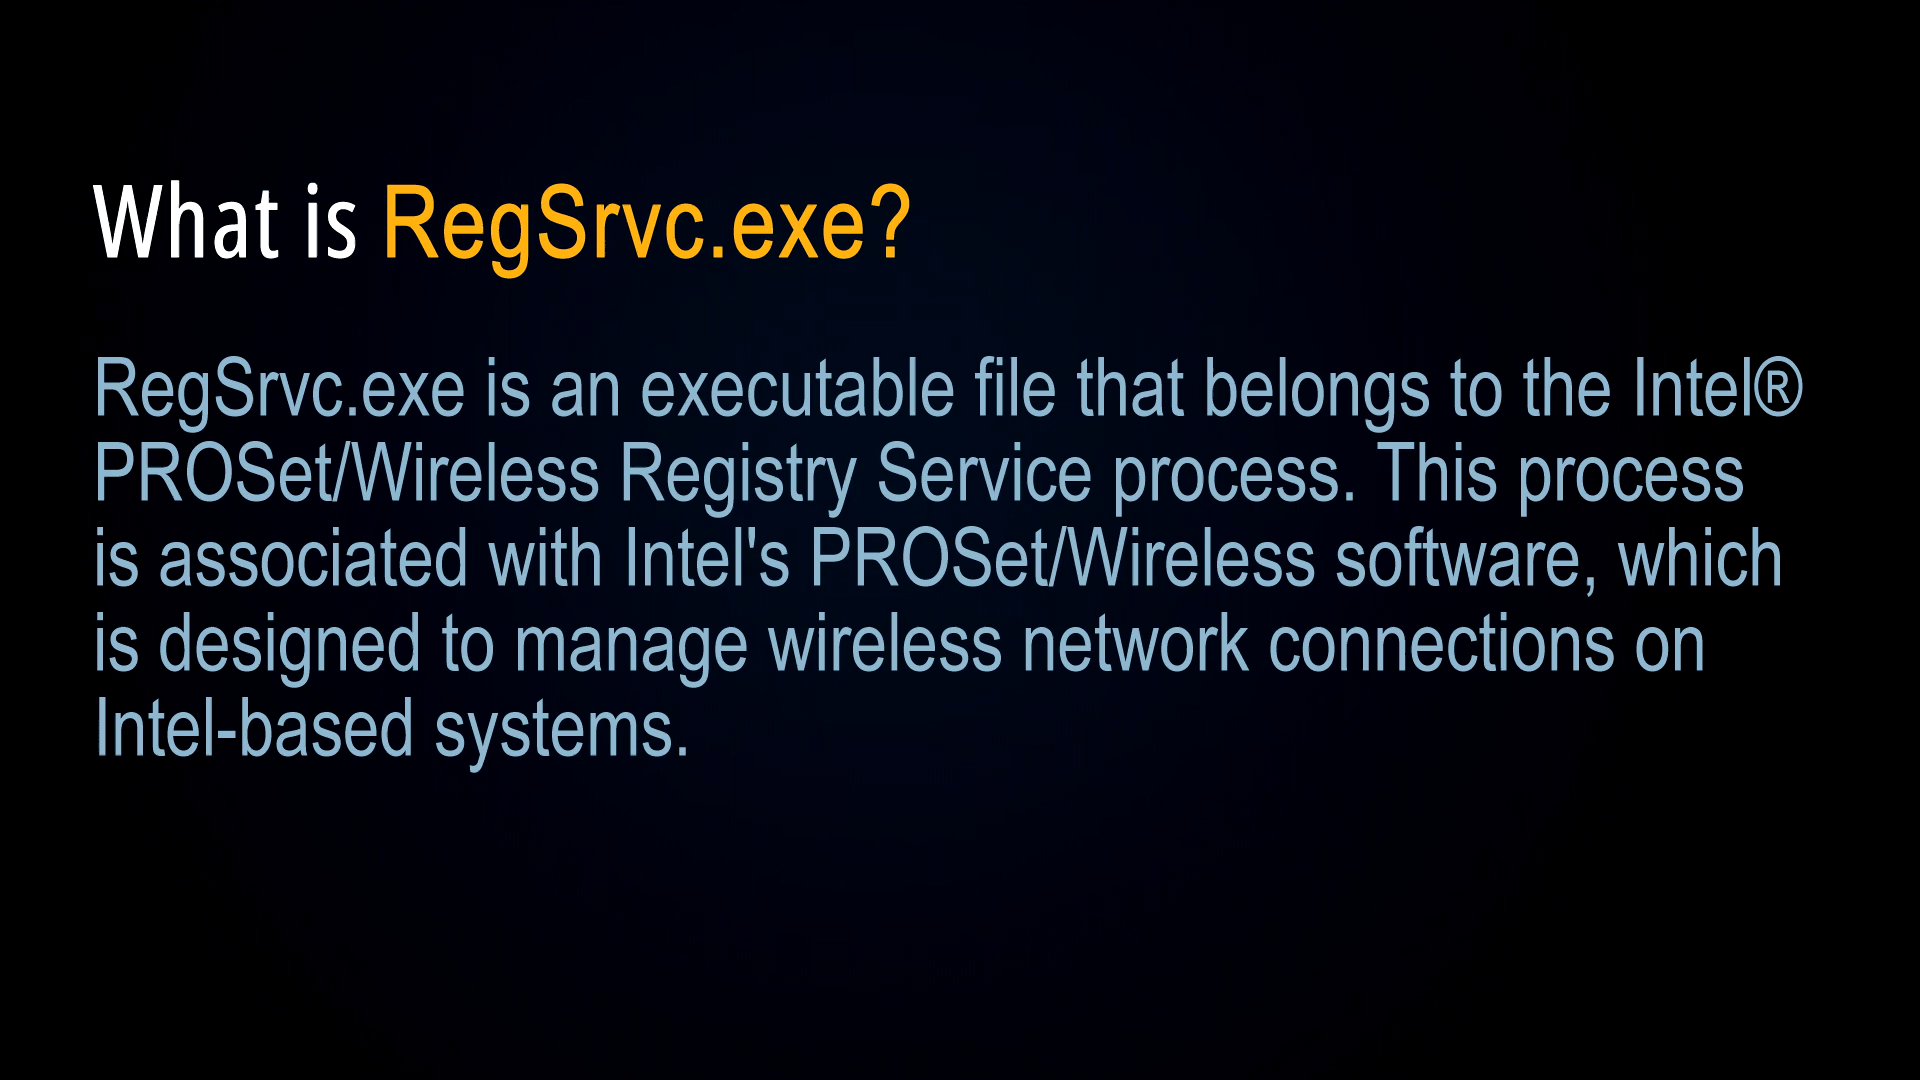 What is RegSrvc.exe?
RegSrvc.exe is an executable file that belongs to the Intel®
PROSet/Wireless Registry Service process. This process
is associated with Intel's PROSet/Wireless software, which
is designed to manage wireless network connections on
Intel-based systems.